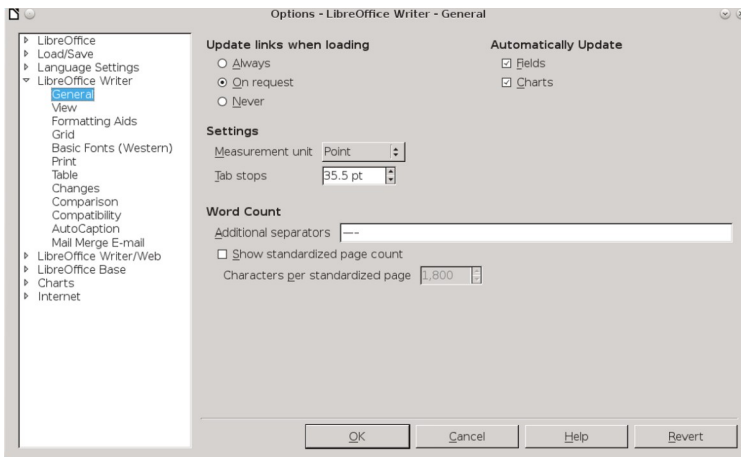 Options - LibreOffice Writer - General
LibreOffice
Load/Save
Language Settings
LibreOffice Writer
General
View
Formatting Aids
Grid
Basic Fonts (Western)
Print
Table
Changes
Comparison
Compatibility
AutoCaption
Mail Merge E-mail
LibreOffice Writer/Web
LibreOffice Base
Charts
Internet
Update links when loading
Always
On request
Never
Automatically Update
Fields
Charts
Settings
Measurement unit Point
Tab stops 35.5 pt
Word Count
Additional separators —–
Show standardized page count
Characters per standardized page 1,800
OK Cancel Help Revert